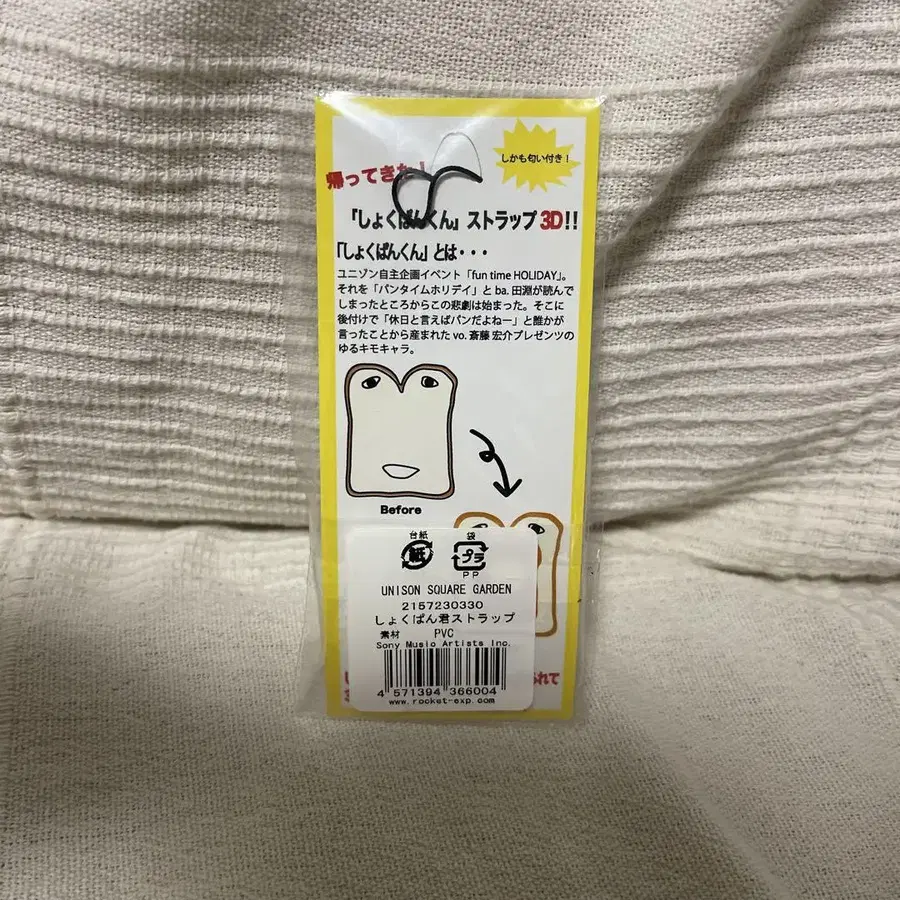 しかも匂い付き！
帰ってきた！
「しょくぱんくん」ストラップ3D!!
「しょくぱんくん」とは・・・
ユニゾン自主企画イベント「fun time HOLIDAY」。
それを「パンタイムホリデイ」と ba. 田淵が読んで
しまったところからこの悲劇は始まった。そこに
後付けで「休日と言えばパンだよねー」と誰かが
言ったことから産まれた vo. 斎藤 宏介プレゼンツの
ゆるキモキャラ。
Before
台紙 袋
紙 プラ
PP
UNISON SQUARE GARDEN
2157230330
しょくぱん君ストラップ
素材 PVC
Sony Music Artists Inc.
4 571394 366004
www.rocket-exp.com
れて